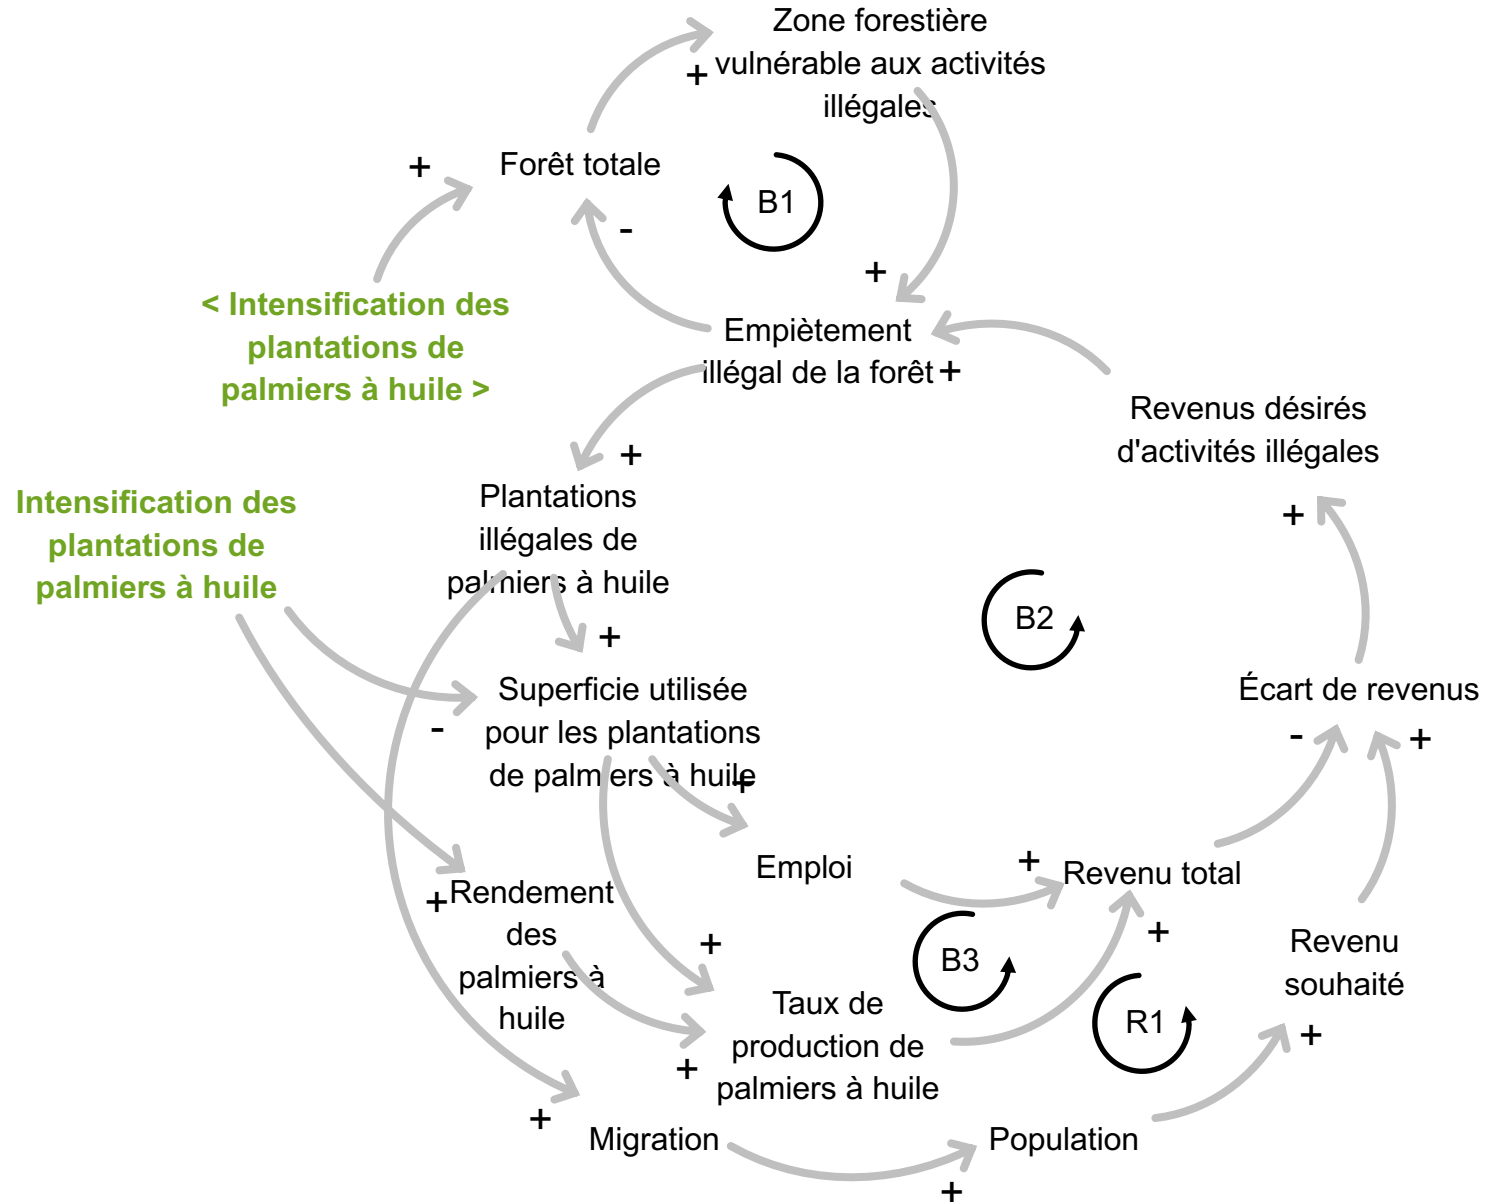 Zone forestière
vulnérable aux activités
illégales
+
Forêt totale
+
B1
-
+
< Intensification des
plantations de
palmiers à huile >
Empiètement
illégal de la forêt
+
Revenus désirés
d'activités illégales
+
+
Plantations
illégales de
palmiers à huile
Intensification des
plantations de
palmiers à huile
+
B2
Superficie utilisée
pour les plantations
de palmiers à huile
-
+
Écart de revenus
-
+
Emploi
+
Revenu total
+
Rendement
des
palmiers à
huile
+
+
B3
Revenu
souhaité
+
Taux de
production de
palmiers à huile
+
R1
+
Migration
Population
+